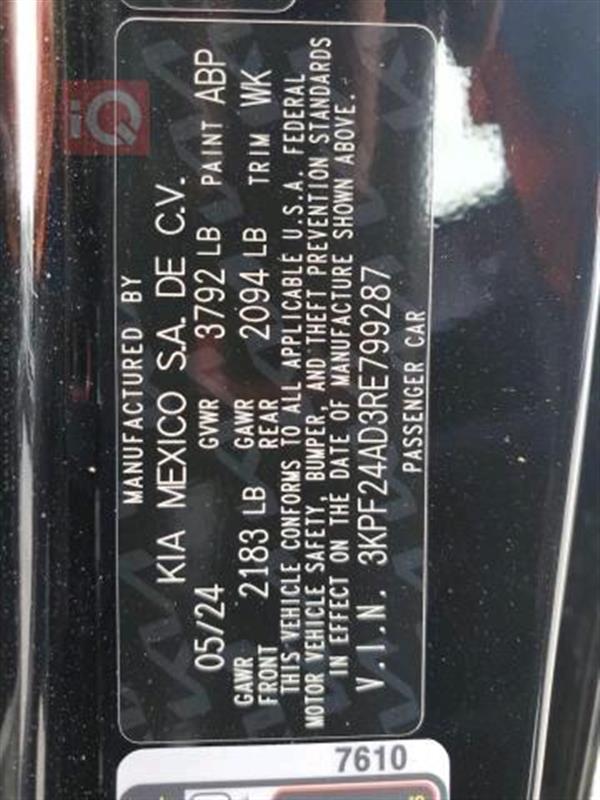 MANUFACTURED BY
KIA MEXICO S.A. DE C.V.
05/24 GVWR 3792 LB PAINT ABP
GAWR FRONT 2183 LB GAWR REAR 2094 LB TRIM WK
THIS VEHICLE CONFORMS TO ALL APPLICABLE U.S.A. FEDERAL
MOTOR VEHICLE SAFETY, BUMPER, AND THEFT PREVENTION STANDARDS
IN EFFECT ON THE DATE OF MANUFACTURE SHOWN ABOVE.
V.I.N. 3KPF24AD3RE799287
PASSENGER CAR
7610
iQ